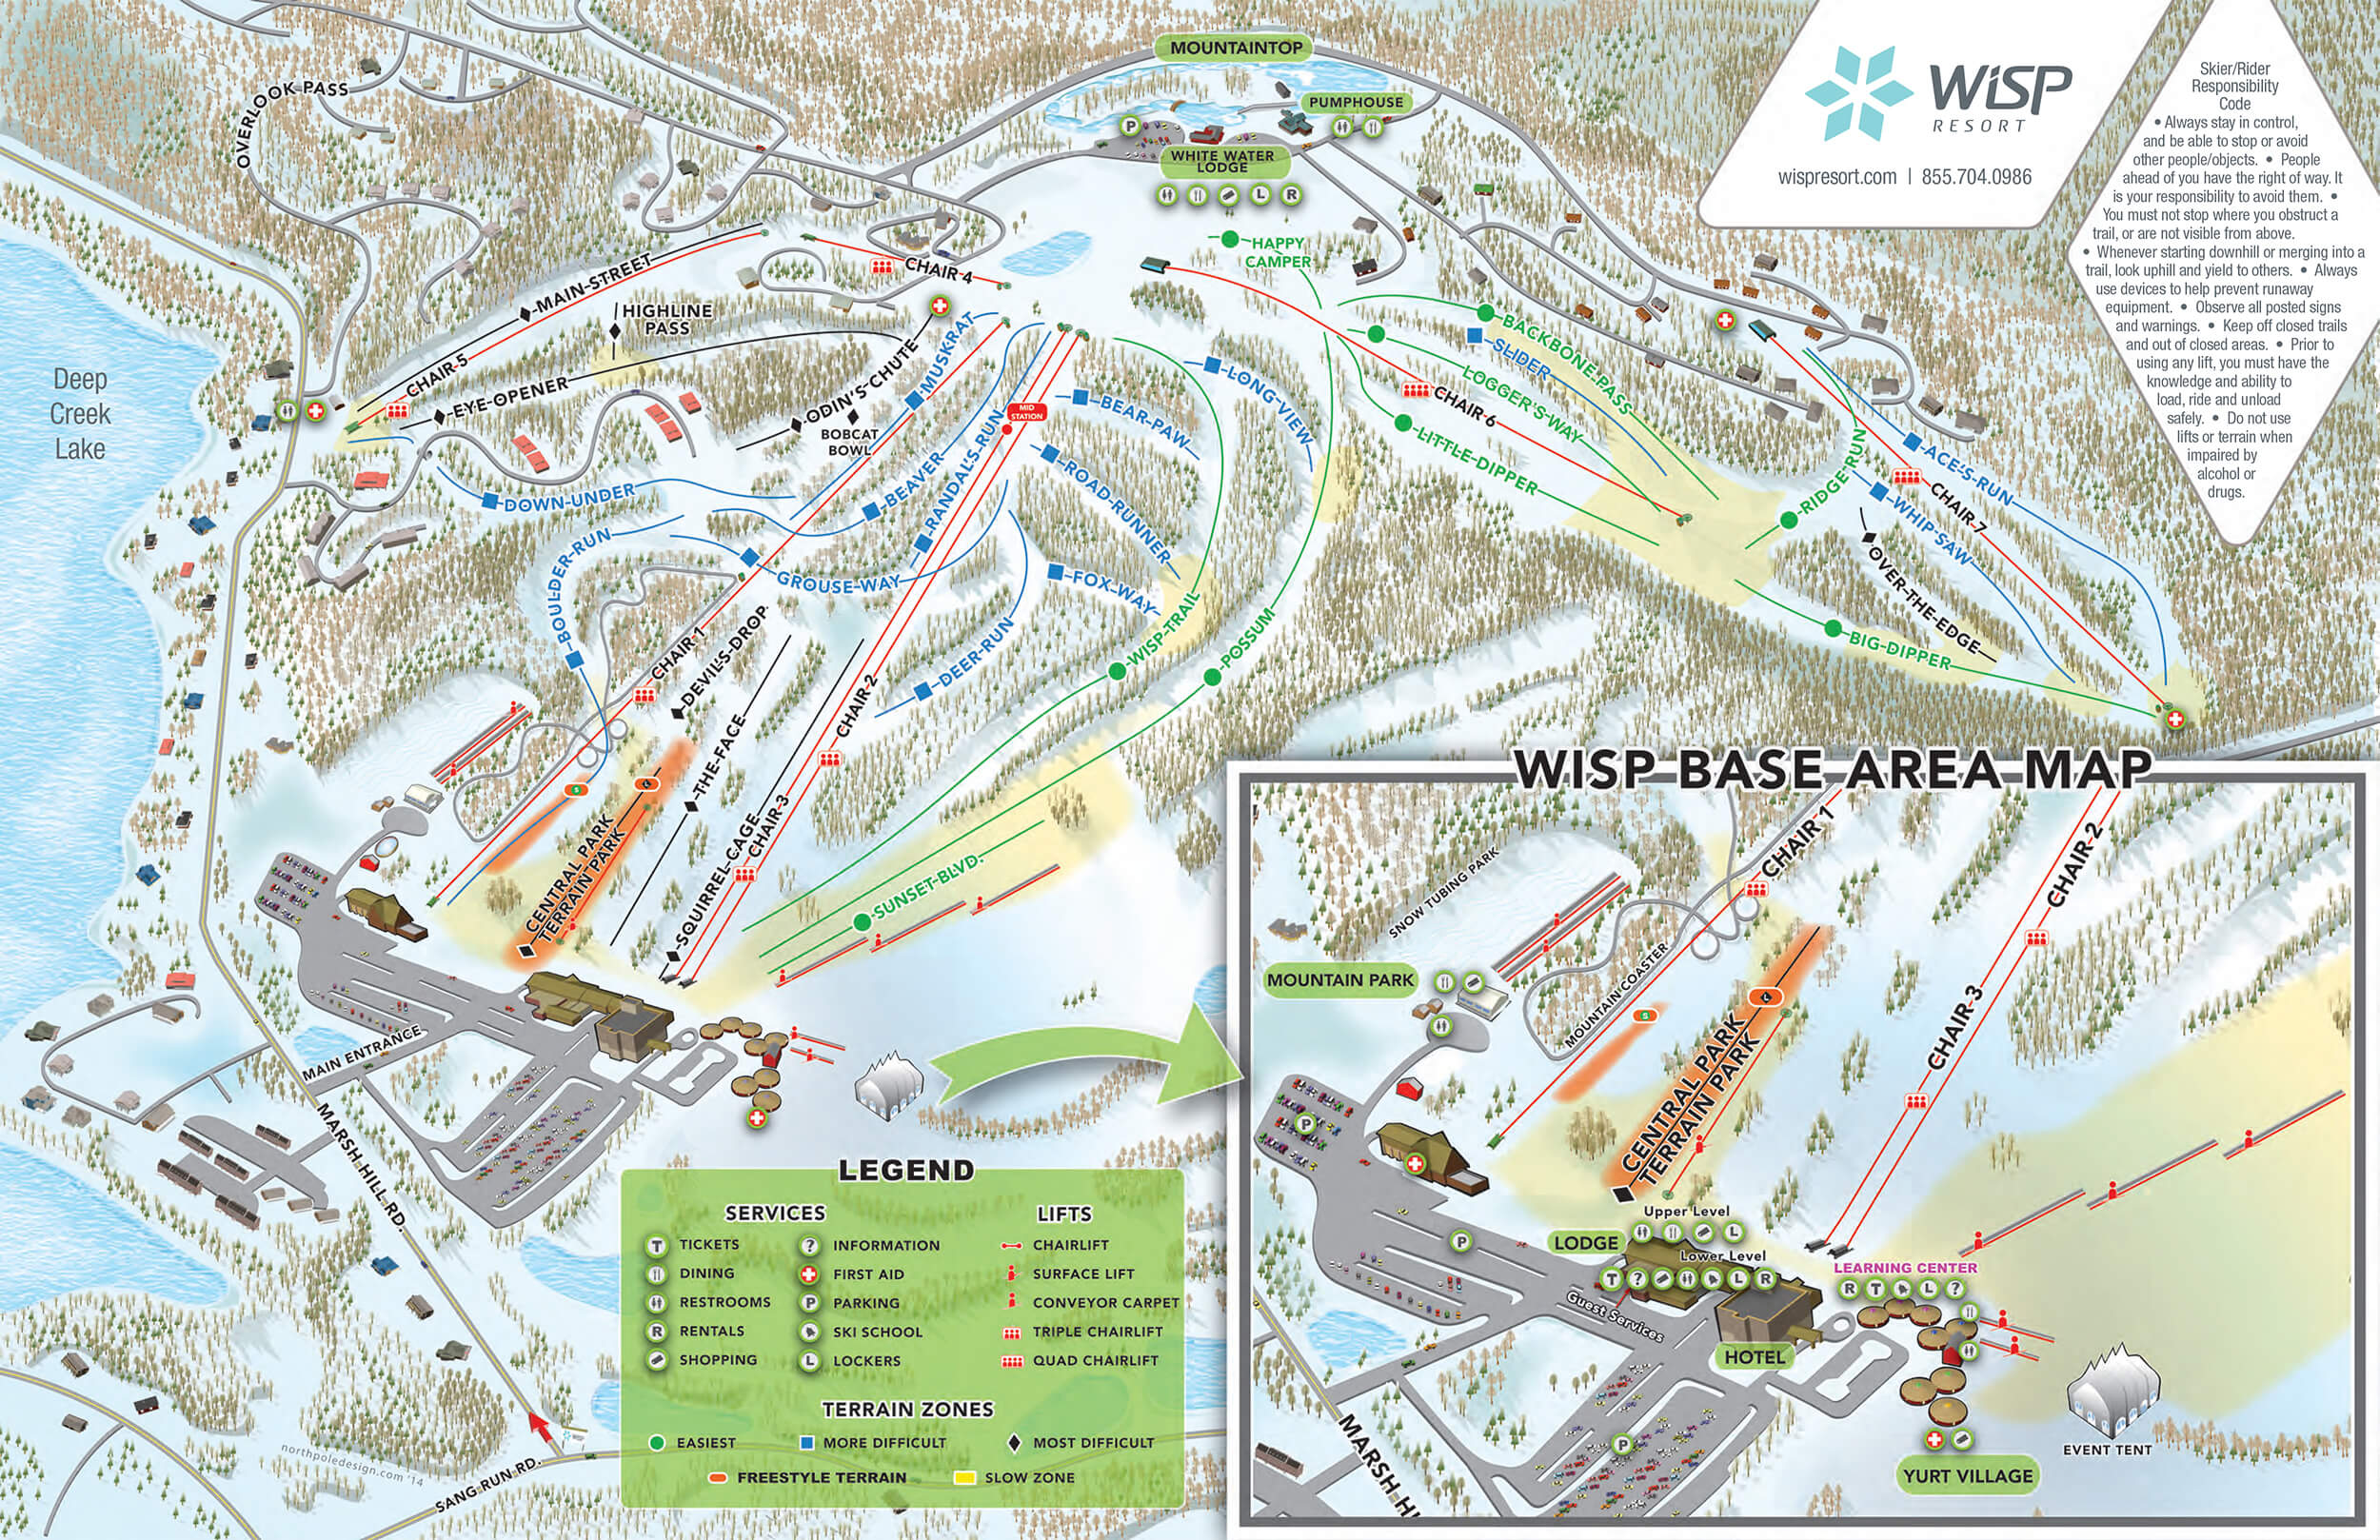 MOUNTAINTOP
PUMPHOUSE
P
WHITE WATER
LODGE
L
R
OVERLOOK PASS
WiSP
RESORT
wispresort.com | 855.704.0986
Skier/Rider
Responsibility
Code
• Always stay in control,
and be able to stop or avoid
other people/objects. • People
ahead of you have the right of way. It
is your responsibility to avoid them. •
You must not stop where you obstruct a
trail, or are not visible from above.
• Whenever starting downhill or merging into a
trail, look uphill and yield to others. • Always
use devices to help prevent runaway
equipment. • Observe all posted signs
and warnings. • Keep off closed trails
and out of closed areas. • Prior to
using any lift, you must have the
knowledge and ability to
load, ride and unload
safely. • Do not use
lifts or terrain when
impaired by
alcohol or
drugs.
HAPPY
CAMPER
MAIN-STREET
CHAIR 4
HIGHLINE
PASS
CHAIR-5
EYE-OPENER
ODIN'S-CHUTE
BOBCAT
BOWL
MUSKRAT
Deep
Creek
Lake
MID
STATION
LONG-VIEW
BEAR-PAW
BACKBONE-PASS
SLIDER
LOGGER'S-WAY
CHAIR-6
LITTLE-DIPPER
RIDGE-RUN
ACE'S-RUN
CHAIR-7
WHIP-SAW
OVER-THE-EDGE
BIG-DIPPER
DOWN-UNDER
BEAVER
RANDAL'S-RUN
ROAD-RUNNER
BOULDER-RUN
GROUSE-WAY
FOX-WAY
WISP-TRAIL
POSSUM
DEER-RUN
CHAIR-1
DEVIL'S-DROP
THE-FACE
CHAIR-2
CHAIR-3
SQUIRREL-CAGE
S
L
CENTRAL PARK
TERRAIN PARK
SUNSET-BLVD.
MAIN ENTRANCE
MARSH-HILL-RD.
SANG-RUN-RD.
WISP
northpoledesign.com '14
LEGEND
SERVICES
LIFTS
T TICKETS
? INFORMATION
CHAIRLIFT
DINING
FIRST AID
SURFACE LIFT
RESTROOMS
P PARKING
CONVEYOR CARPET
R RENTALS
SKI SCHOOL
TRIPLE CHAIRLIFT
SHOPPING
L LOCKERS
QUAD CHAIRLIFT
TERRAIN ZONES
EASIEST
MORE DIFFICULT
MOST DIFFICULT
FREESTYLE TERRAIN
SLOW ZONE
WISP BASE AREA MAP
CHAIR-1
CHAIR-2
CHAIR-3
SNOW TUBING PARK
MOUNTAIN PARK
MOUNTAIN COASTER
S
L
CENTRAL PARK
TERRAIN PARK
P
P
Upper Level
L
LODGE
Lower Level
T ? L R
Guest Services
LEARNING CENTER
R T L ?
HOTEL
P
MARSH HI
EVENT TENT
YURT VILLAGE